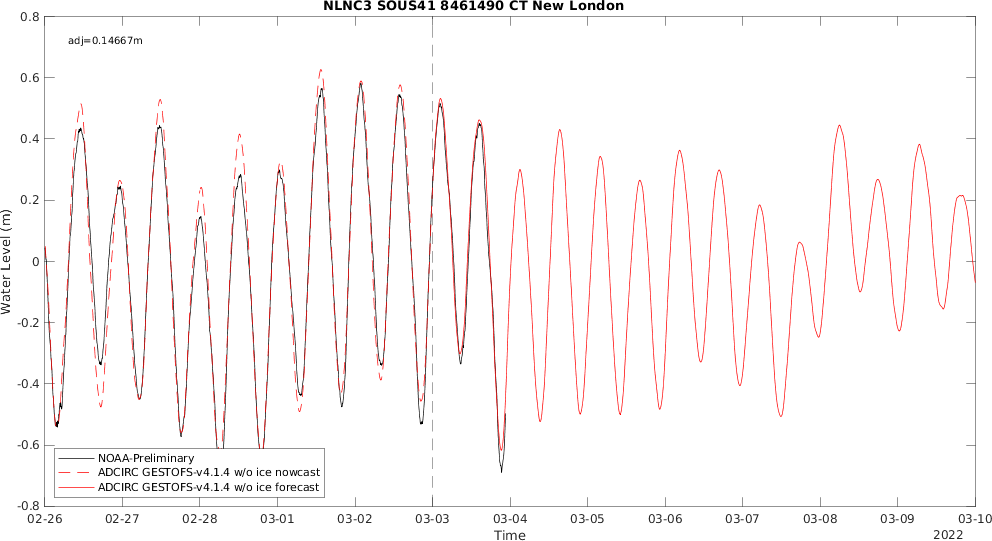 NLNC3 SOUS41 8461490 CT New London
adj=0.14667m
0.8
0.6
0.4
0.2
0
-0.2
-0.4
-0.6
-0.8
Water Level (m)
NOAA-Preliminary
ADCIRC GESTOFS-v4.1.4 w/o ice nowcast
ADCIRC GESTOFS-v4.1.4 w/o ice forecast
02-26 02-27 02-28 03-01 03-02 03-03 03-04 03-05 03-06 03-07 03-08 03-09 03-10
Time
2022